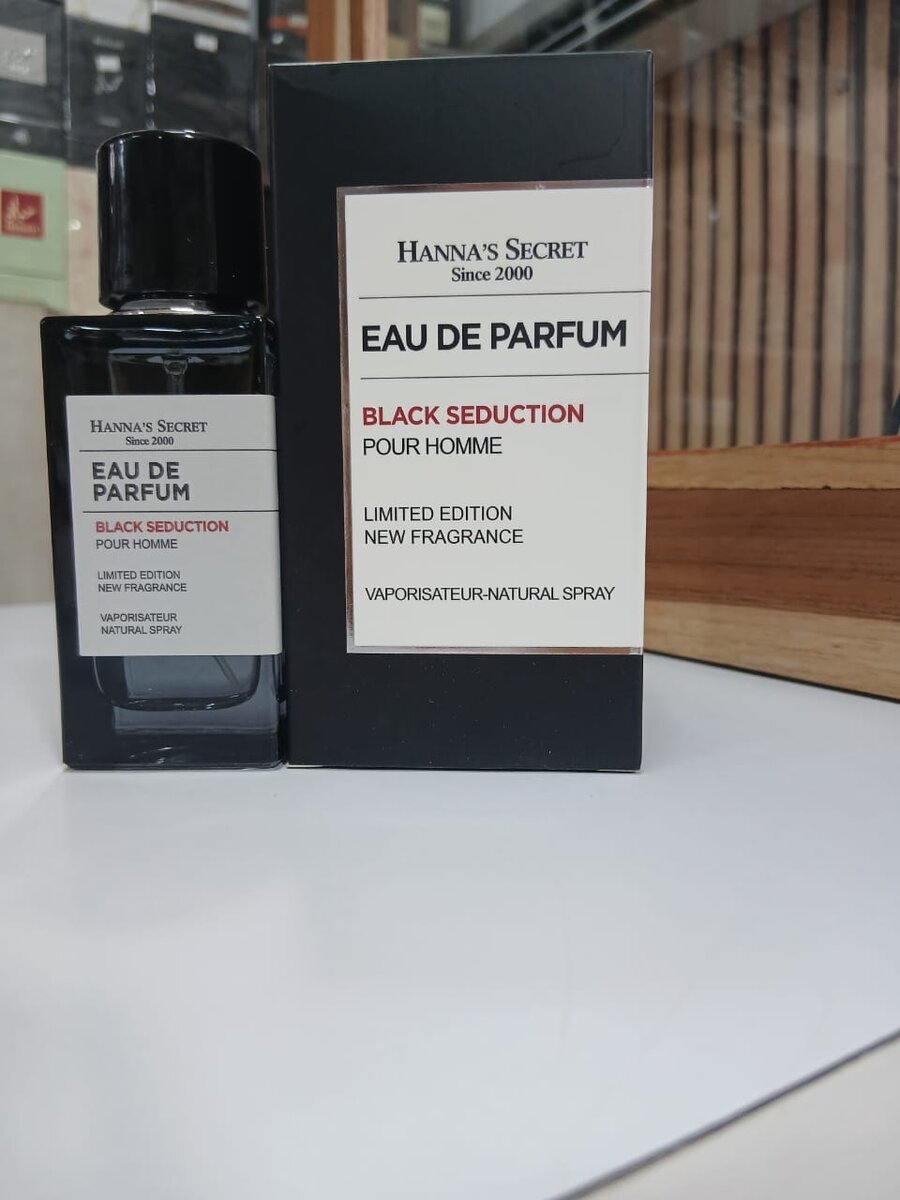 HANNA'S SECRET
Since 2000
EAU DE
PARFUM
BLACK SEDUCTION
POUR HOMME
LIMITED EDITION
NEW FRAGRANCE
VAPORISATEUR
NATURAL SPRAY
HANNA'S SECRET
Since 2000
EAU DE PARFUM
BLACK SEDUCTION
POUR HOMME
LIMITED EDITION
NEW FRAGRANCE
VAPORISATEUR-NATURAL SPRAY